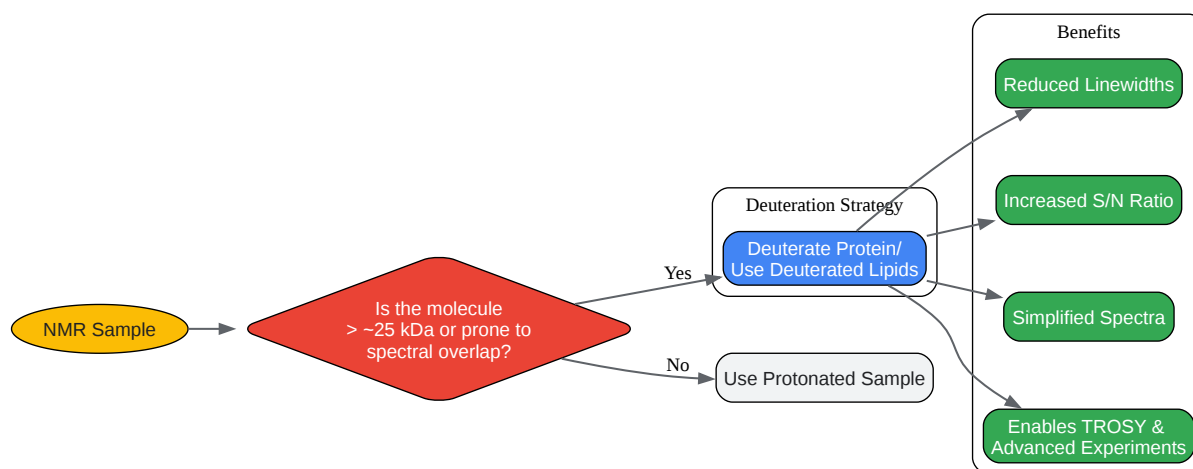 NMR Sample
Is the molecule
> ~25 kDa or prone to
spectral overlap?
Yes
No
Deuteration Strategy
Deuterate Protein/
Use Deuterated Lipids
Use Protonated Sample
Benefits
Reduced Linewidths
Increased S/N Ratio
Simplified Spectra
Enables TROSY &
Advanced Experiments